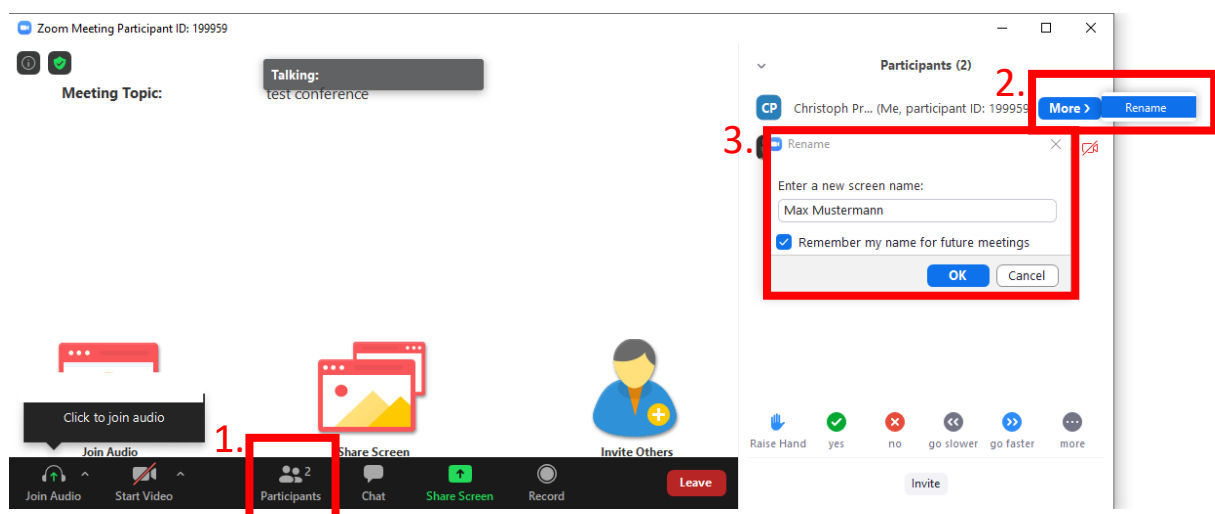 Zoom Meeting Participant ID: 199959
Talking:
Meeting Topic:
test conference
Participants (2)
2.
CP Christoph Pr... (Me, participant ID: 199959
More >
Rename
3.
Rename
Enter a new screen name:
Max Mustermann
Remember my name for future meetings
OK
Cancel
Click to join audio
1.
Join Audio
Share Screen
Invite Others
Raise Hand
yes
no
go slower
go faster
more
Join Audio
Start Video
2
Participants
Chat
Share Screen
Record
Leave
Invite